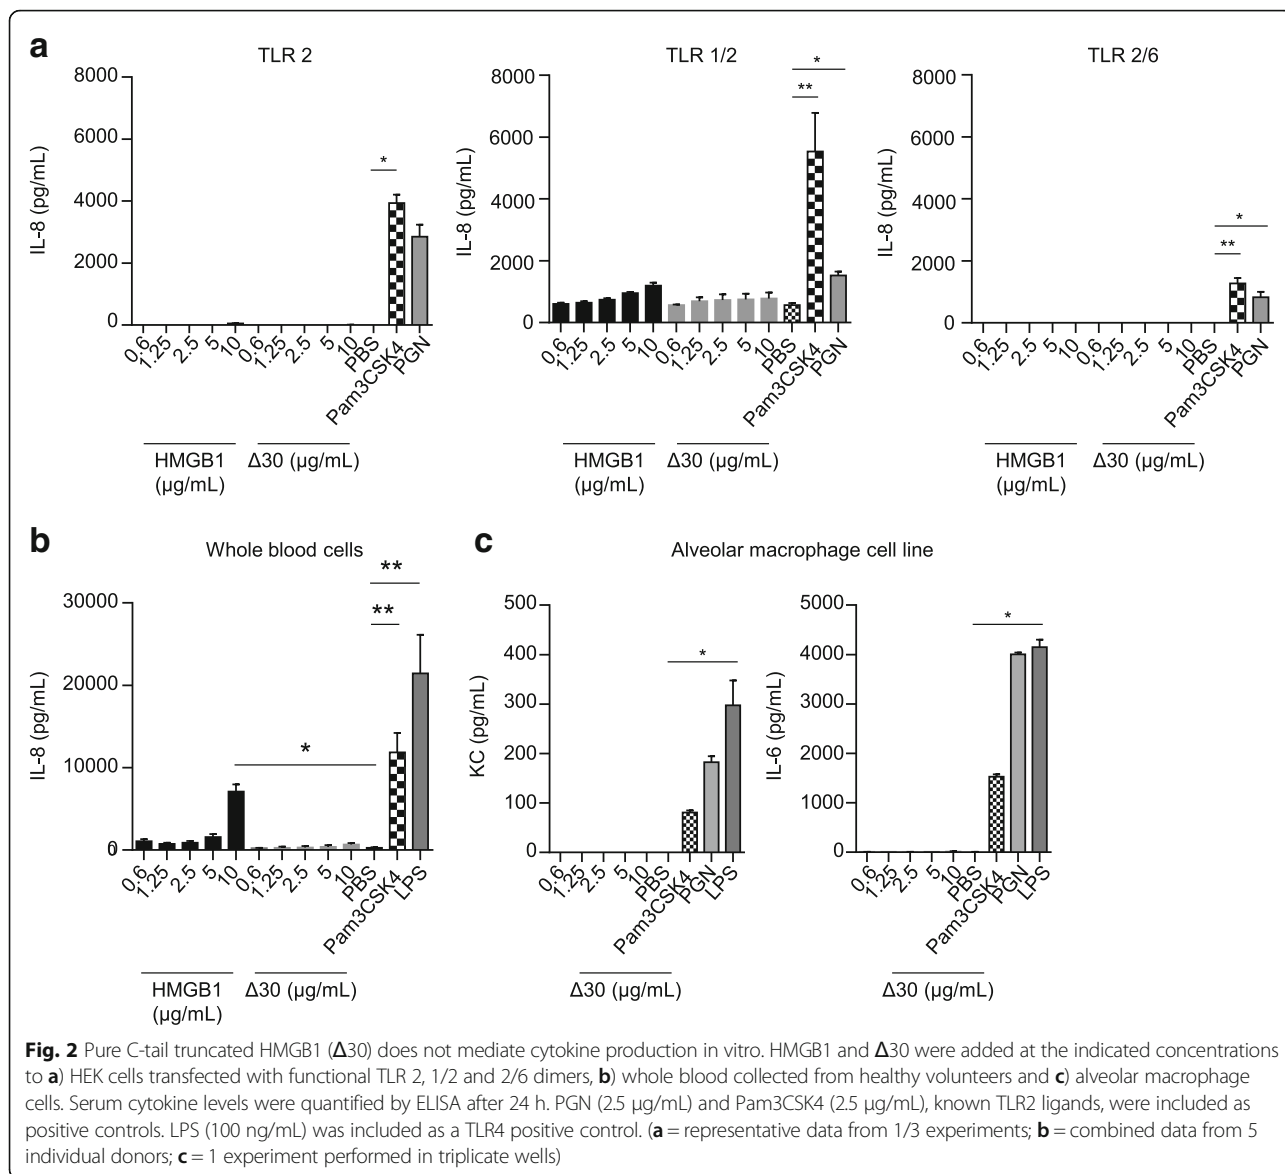 a
TLR 2
TLR 1/2
TLR 2/6
8000
6000
4000
2000
0
IL-8 (pg/mL)
*
0.6
1.25
2.5
5
10
0.6
1.25
2.5
5
10
PBS
Pam3CSK4
PGN
HMGB1
(µg/mL)
Δ30 (µg/mL)
8000
6000
4000
2000
0
IL-8 (pg/mL)
*
**
0.6
1.25
2.5
5
10
0.6
1.25
2.5
5
10
PBS
Pam3CSK4
PGN
HMGB1
(µg/mL)
Δ30 (µg/mL)
8000
6000
4000
2000
0
IL-8 (pg/mL)
*
**
0.6
1.25
2.5
5
10
0.6
1.25
2.5
5
10
PBS
Pam3CSK4
PGN
HMGB1
(µg/mL)
Δ30 (µg/mL)
b
Whole blood cells
30000
20000
10000
0
IL-8 (pg/mL)
**
**
*
0.6
1.25
2.5
5
10
0.6
1.25
2.5
5
10
PBS
Pam3CSK4
LPS
HMGB1
(µg/mL)
Δ30 (µg/mL)
c
Alveolar macrophage cell line
500
400
300
200
100
0
KC (pg/mL)
*
0.6
1.25
2.5
5
10
PBS
Pam3CSK4
PGN
LPS
Δ30 (µg/mL)
5000
4000
3000
2000
1000
0
IL-6 (pg/mL)
*
0.6
1.25
2.5
5
10
PBS
Pam3CSK4
PGN
LPS
Δ30 (µg/mL)
Fig. 2 Pure C-tail truncated HMGB1 (Δ30) does not mediate cytokine production in vitro. HMGB1 and Δ30 were added at the indicated concentrations
to a) HEK cells transfected with functional TLR 2, 1/2 and 2/6 dimers, b) whole blood collected from healthy volunteers and c) alveolar macrophage
cells. Serum cytokine levels were quantified by ELISA after 24 h. PGN (2.5 µg/mL) and Pam3CSK4 (2.5 µg/mL), known TLR2 ligands, were included as
positive controls. LPS (100 ng/mL) was included as a TLR4 positive control. (a = representative data from 1/3 experiments; b = combined data from 5
individual donors; c = 1 experiment performed in triplicate wells)